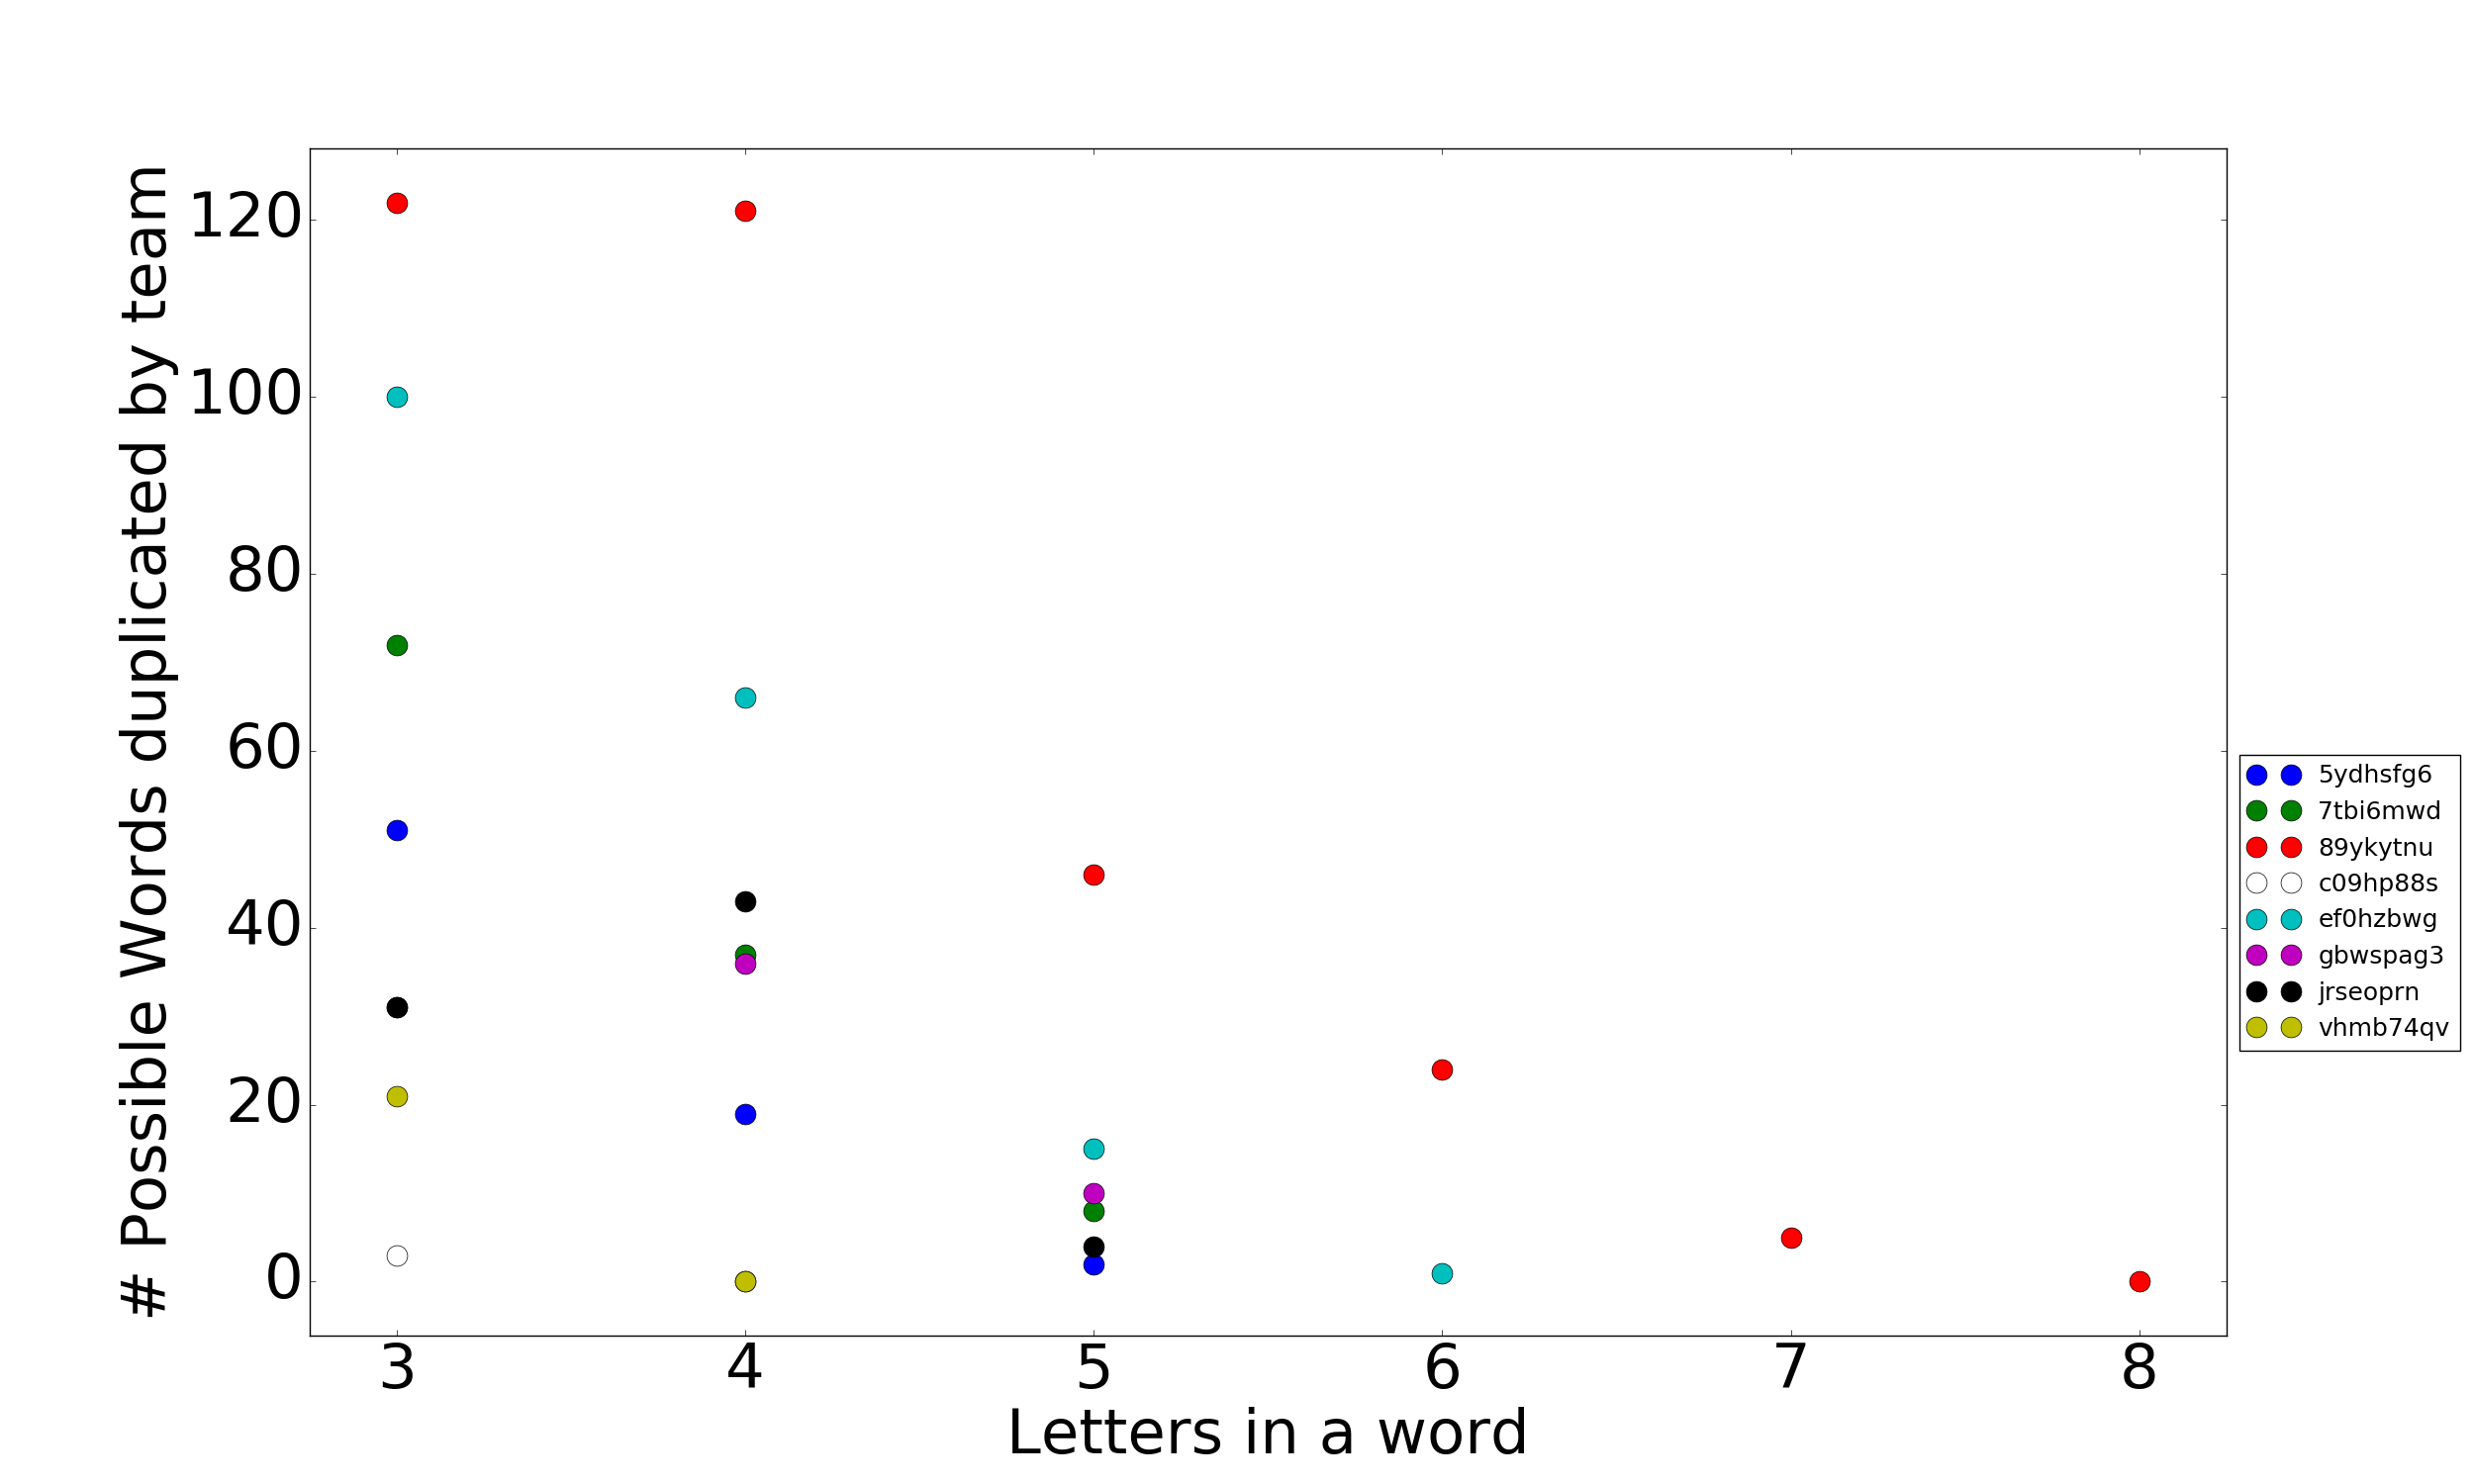 # Possible Words duplicated by team
120
100
80
60
40
20
0
3 4 5 6 7 8
Letters in a word
5ydhsfg6
7tbi6mwd
89ykytnu
c09hp88s
ef0hzbwg
gbwspag3
jrseoprn
vhmb74qv